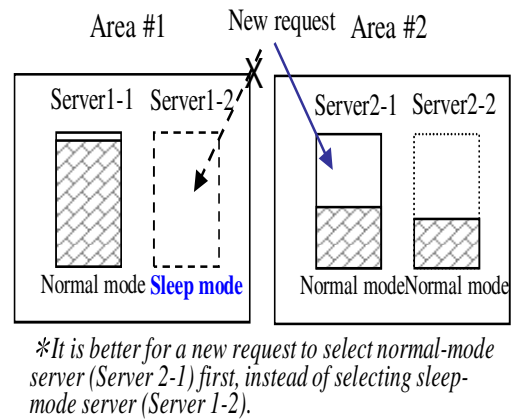 Area #1
New request
Area #2
X
Server1-1 Server1-2
Server2-1 Server2-2
Normal mode Sleep mode
Normal mode Normal mode
*It is better for a new request to select normal-mode
server (Server 2-1) first, instead of selecting sleep-
mode server (Server 1-2).